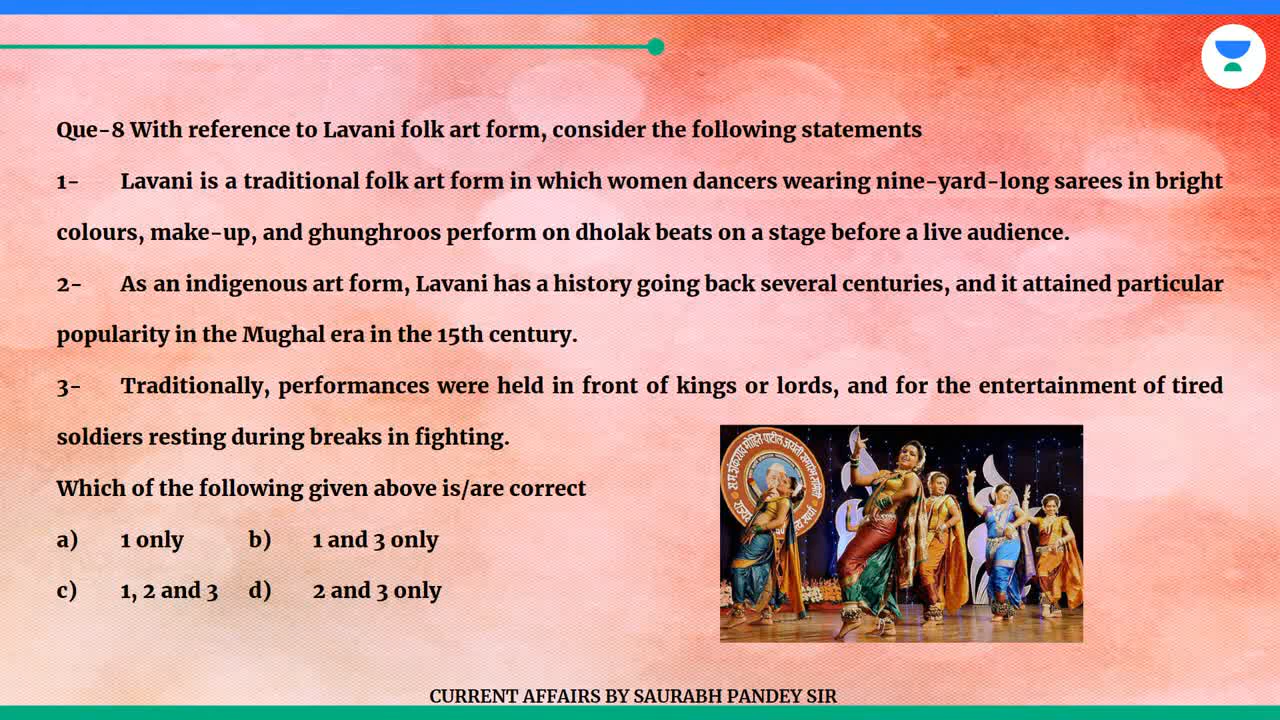 Que-8 With reference to Lavani folk art form, consider the following statements
1- Lavani is a traditional folk art form in which women dancers wearing nine-yard-long sarees in bright
colours, make-up, and ghunghroos perform on dholak beats on a stage before a live audience.
2- As an indigenous art form, Lavani has a history going back several centuries, and it attained particular
popularity in the Mughal era in the 15th century.
3- Traditionally, performances were held in front of kings or lords, and for the entertainment of tired
soldiers resting during breaks in fighting.
Which of the following given above is/are correct
a) 1 only b) 1 and 3 only
c) 1, 2 and 3 d) 2 and 3 only
CURRENT AFFAIRS BY SAURABH PANDEY SIR